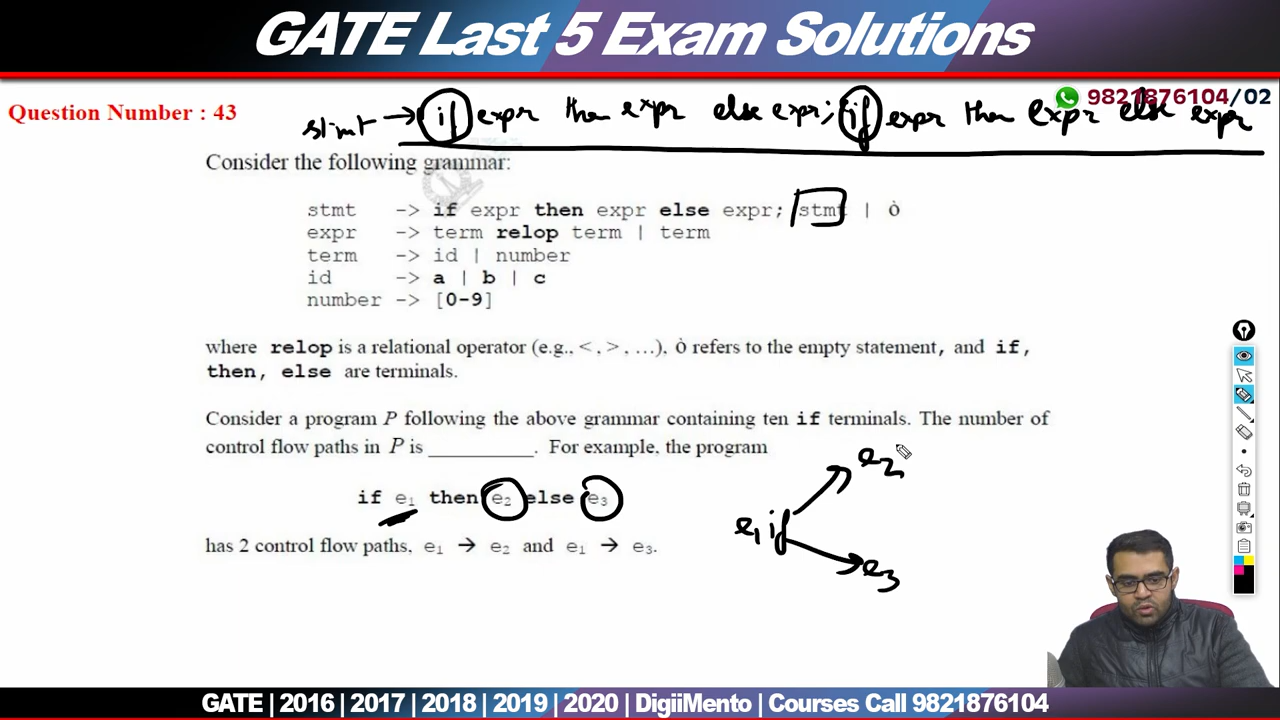 GATE Last 5 Exam Solutions
Question Number : 43
9821876104/02
stmt → if expr then expr else expr; if expr then expr else expr
Consider the following grammar:
stmt -> if expr then expr else expr; stmt | ò
expr -> term relop term | term
term -> id | number
id -> a | b | c
number -> [0-9]
where relop is a relational operator (e.g., < , > , …), ò refers to the empty statement, and if,
then, else are terminals.
Consider a program P following the above grammar containing ten if terminals. The number of
control flow paths in P is __________. For example, the program
if e₁ then e₂ else e₃
has 2 control flow paths, e₁ → e₂ and e₁ → e₃.
e₂
e₁ if
e₃
GATE | 2016 | 2017 | 2018 | 2019 | 2020 | DigiiMento | Courses Call 9821876104